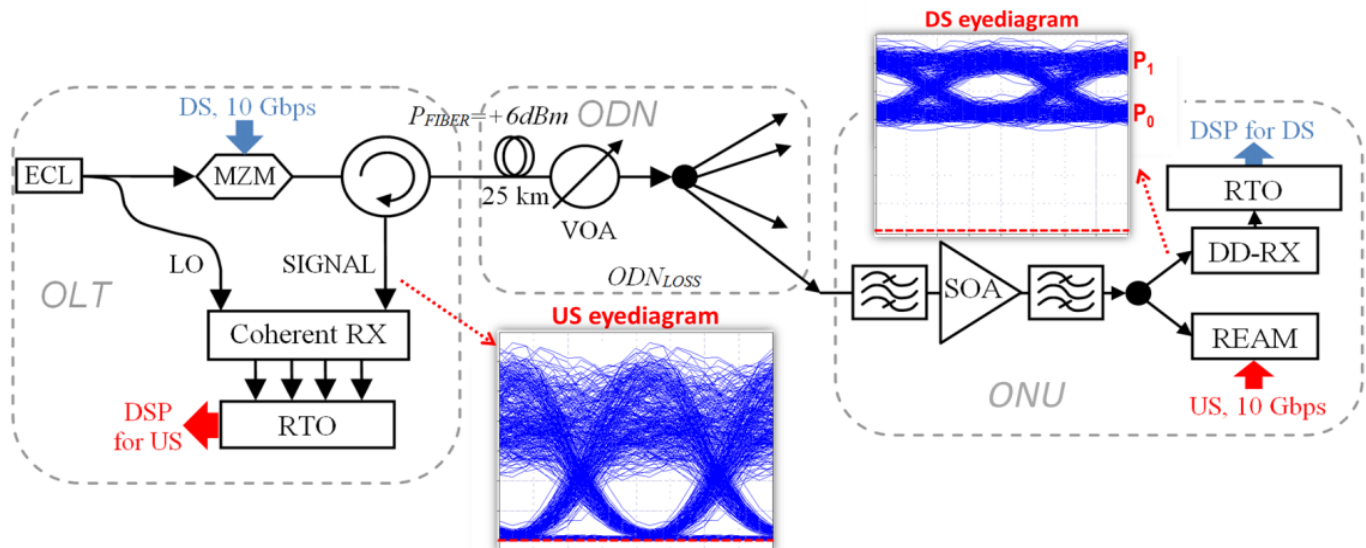 DS eyediagram
P1
P0
DS, 10 Gbps
PFIBER=+6dBm
ODN
ECL
MZM
25 km
VOA
LO
SIGNAL
OLT
ODNLOSS
Coherent RX
RTO
DSP
for US
US eyediagram
DSP for DS
RTO
DD-RX
SOA
REAM
ONU
US, 10 Gbps